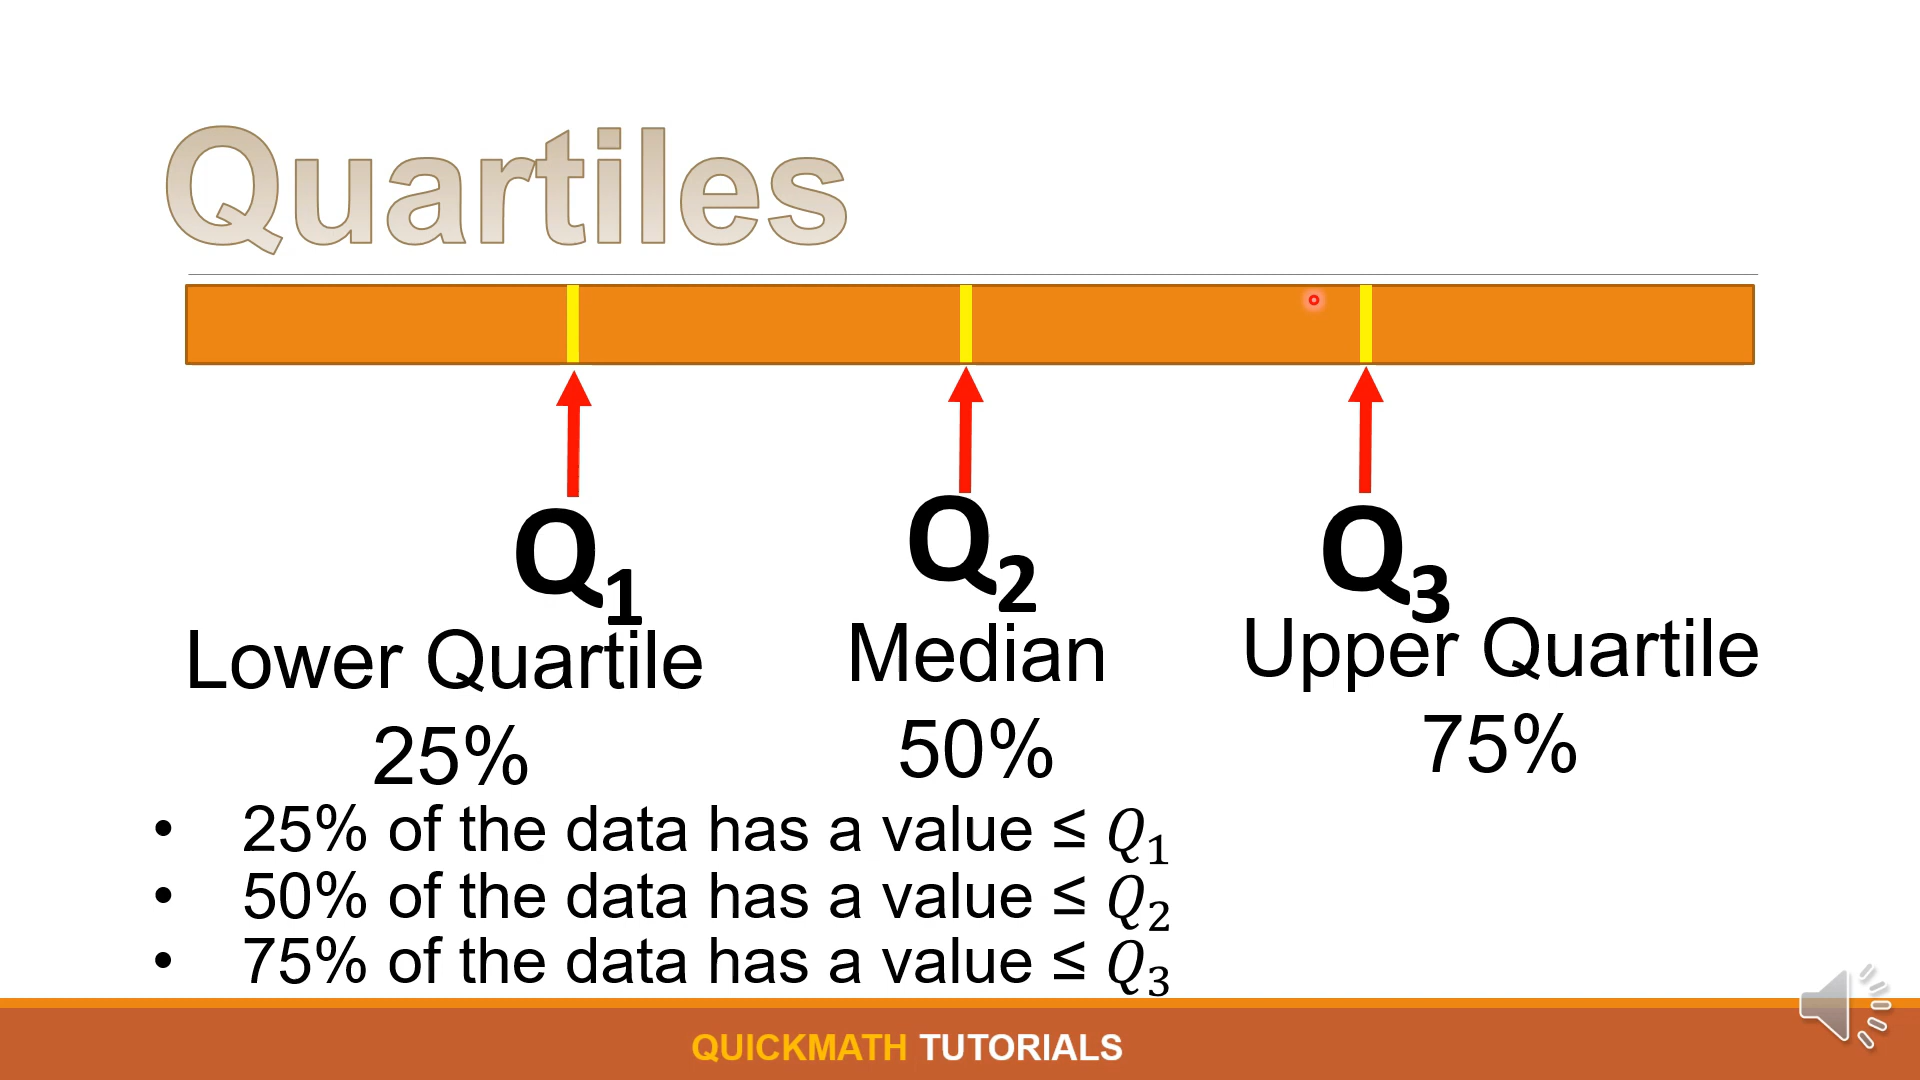 Quartiles
Q1 Q2 Q3
Lower Quartile Median Upper Quartile
25% 50% 75%
• 25% of the data has a value ≤ Q1
• 50% of the data has a value ≤ Q2
• 75% of the data has a value ≤ Q3
QUICKMATH TUTORIALS